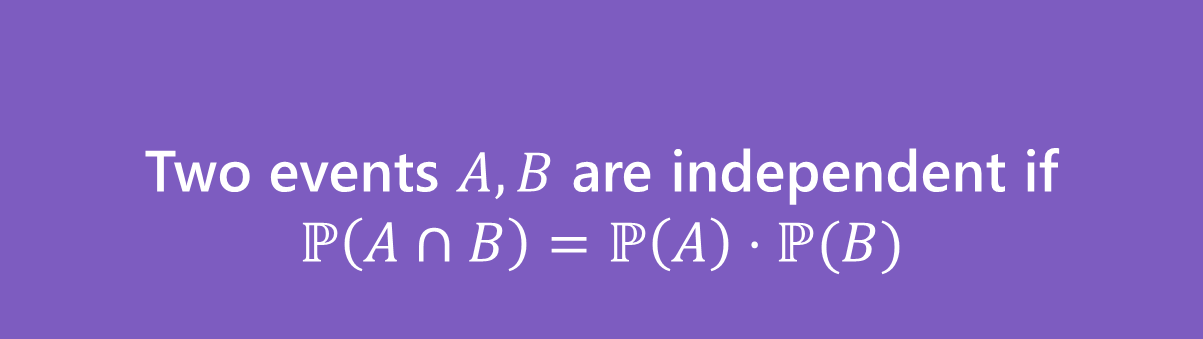 Two events 𝐴, 𝐵 are independent if
ℙ(𝐴 ∩ 𝐵) = ℙ(𝐴) ⋅ ℙ(𝐵)